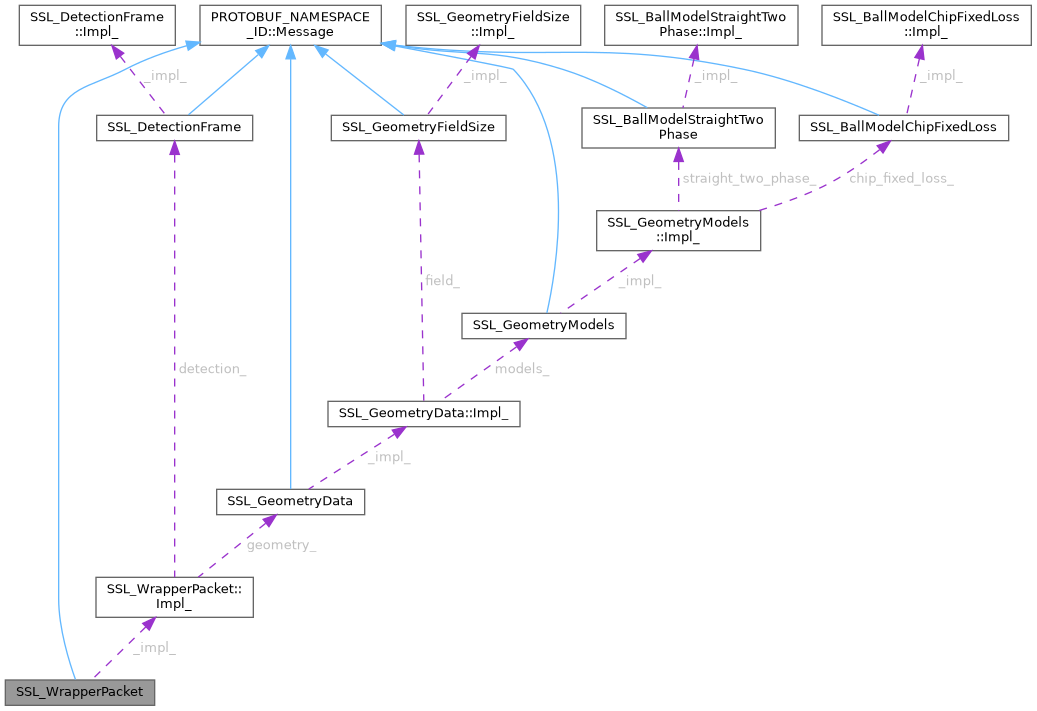 SSL_DetectionFrame
::Impl_
PROTOBUF_NAMESPACE
_ID::Message
SSL_GeometryFieldSize
::Impl_
SSL_BallModelStraightTwo
Phase::Impl_
SSL_BallModelChipFixedLoss
::Impl_
_impl_
_impl_
_impl_
_impl_
SSL_DetectionFrame
SSL_GeometryFieldSize
SSL_BallModelStraightTwo
Phase
SSL_BallModelChipFixedLoss
straight_two_phase_
chip_fixed_loss_
SSL_GeometryModels
::Impl_
field_
_impl_
SSL_GeometryModels
detection_
models_
SSL_GeometryData::Impl_
_impl_
SSL_GeometryData
geometry_
SSL_WrapperPacket::
Impl_
_impl_
SSL_WrapperPacket